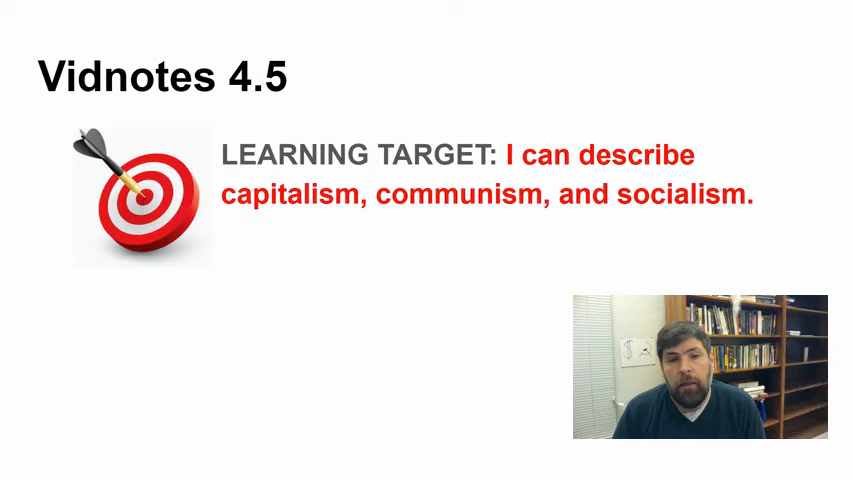 Vidnotes 4.5
LEARNING TARGET: I can describe
capitalism, communism, and socialism.
$